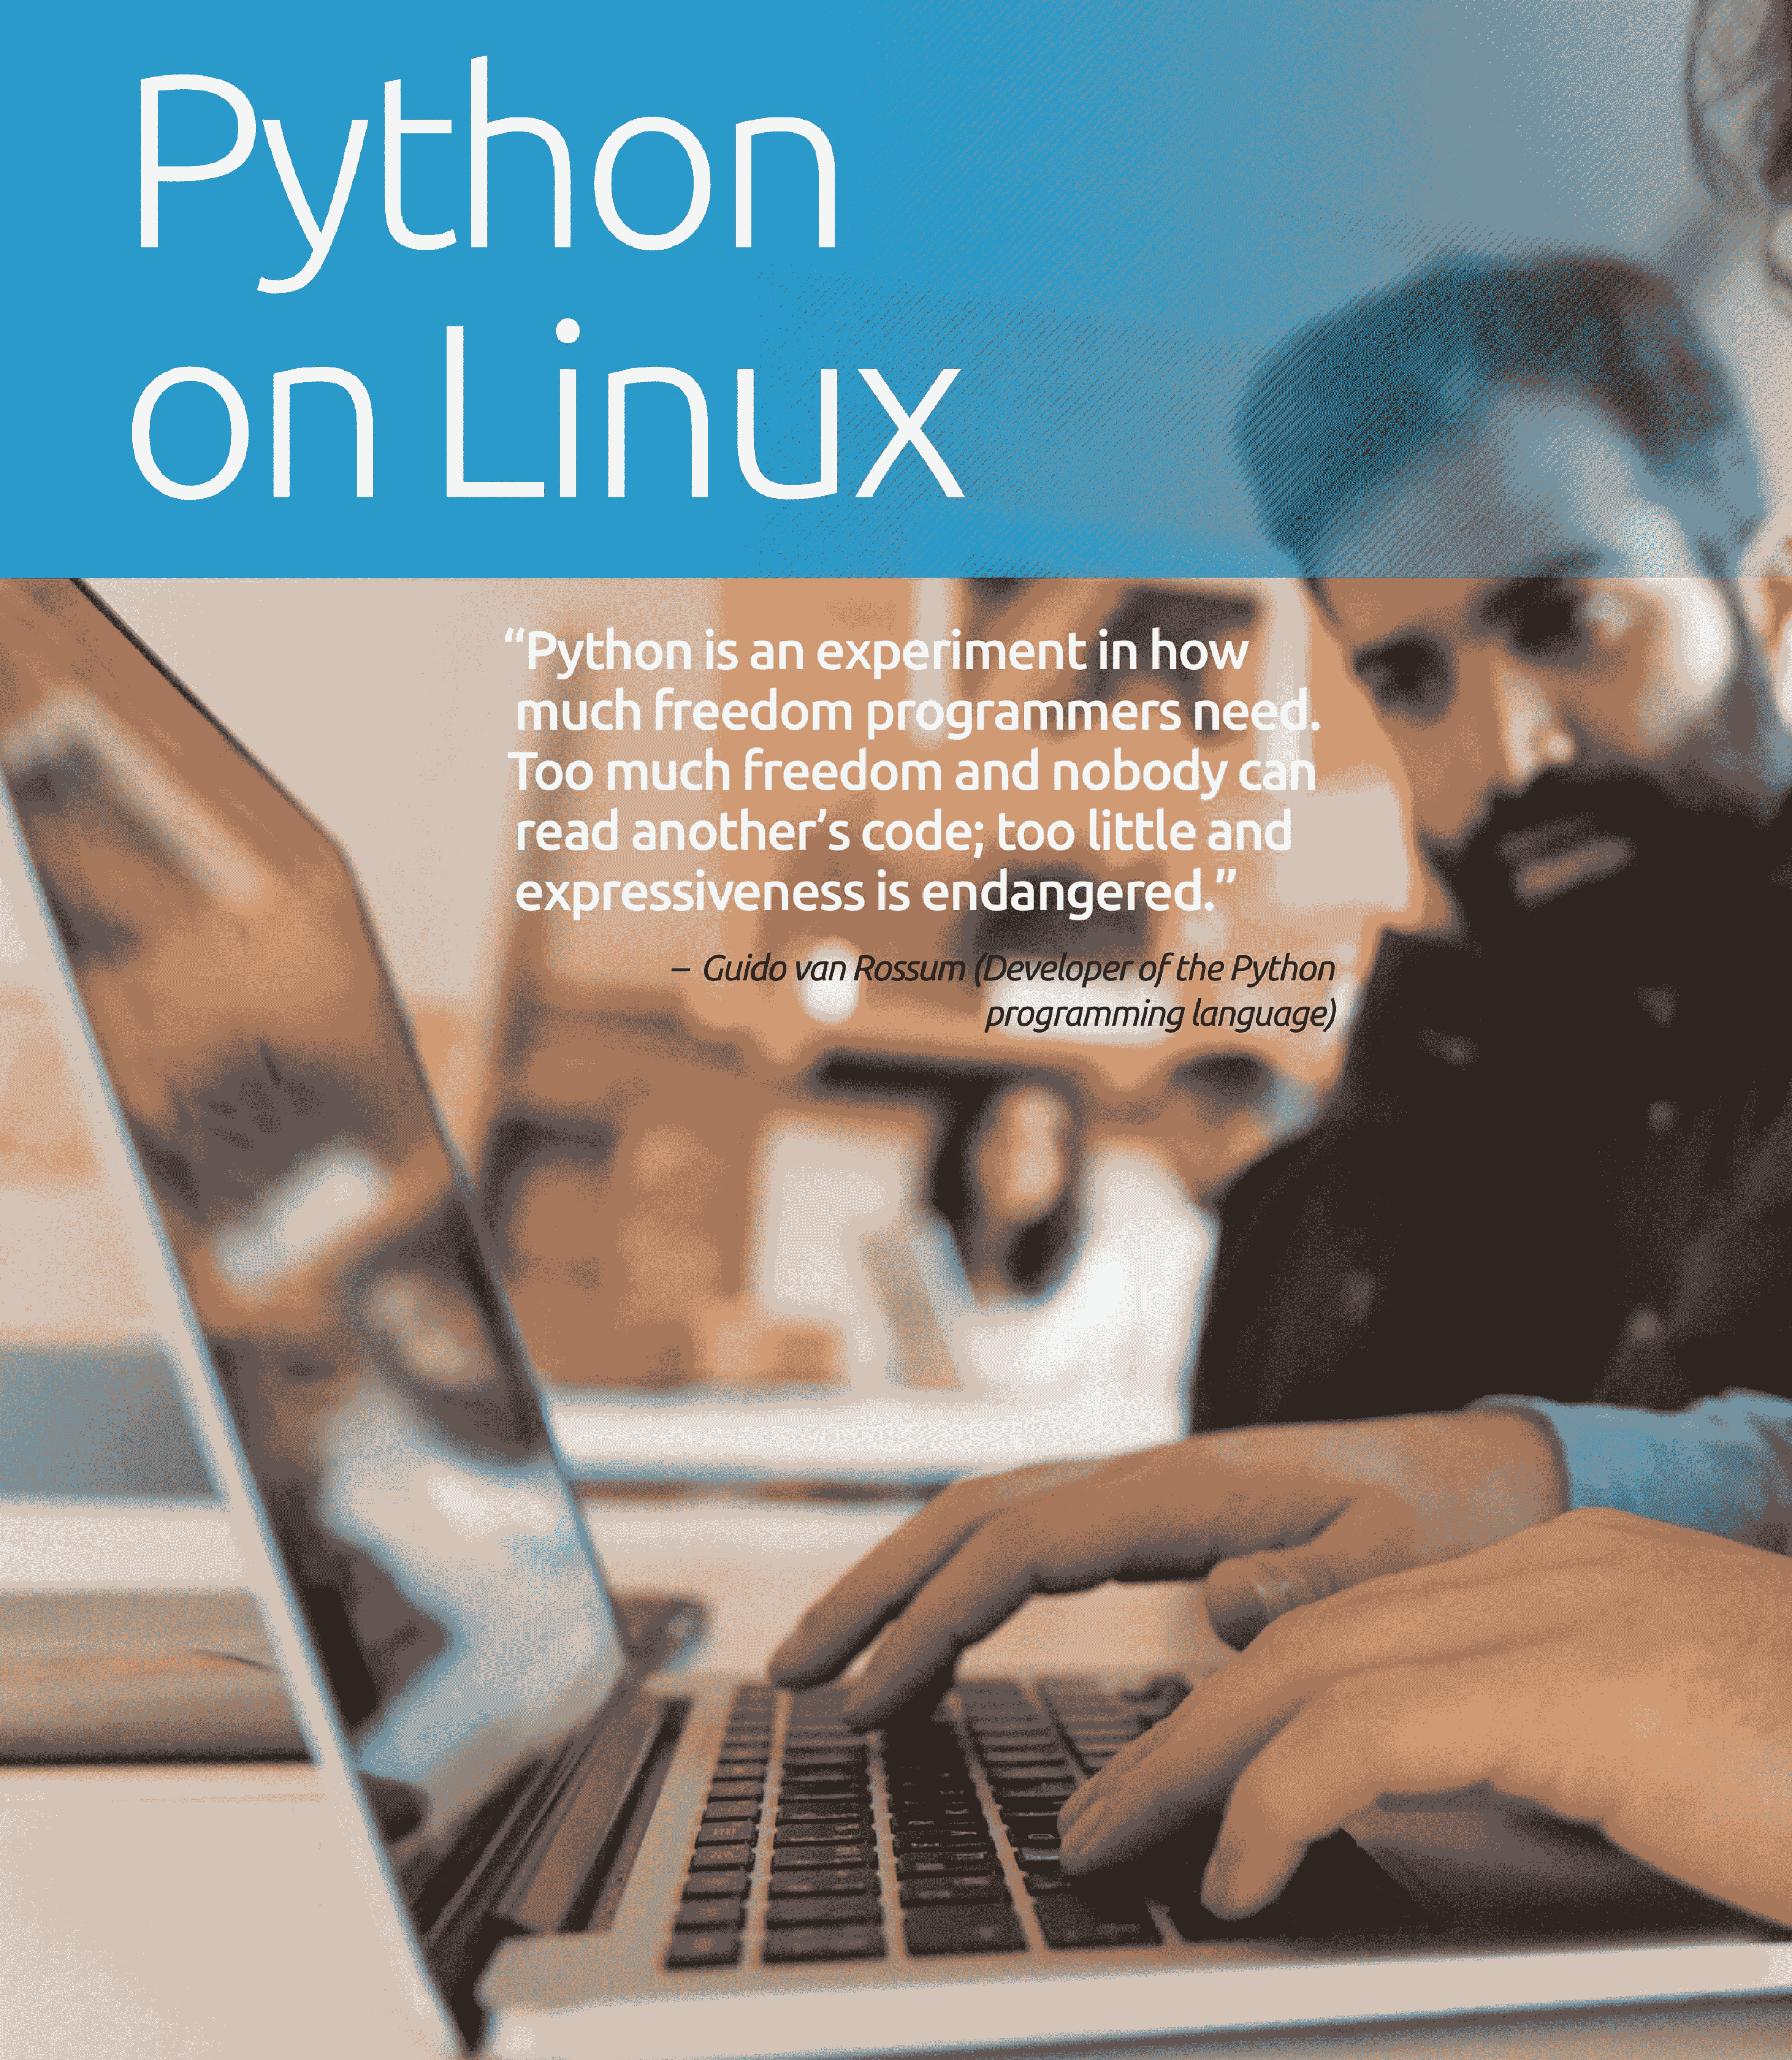 Python
on Linux
“Python is an experiment in how
much freedom programmers need.
Too much freedom and nobody can
read another’s code; too little and
expressiveness is endangered.”
– Guido van Rossum (Developer of the Python
programming language)